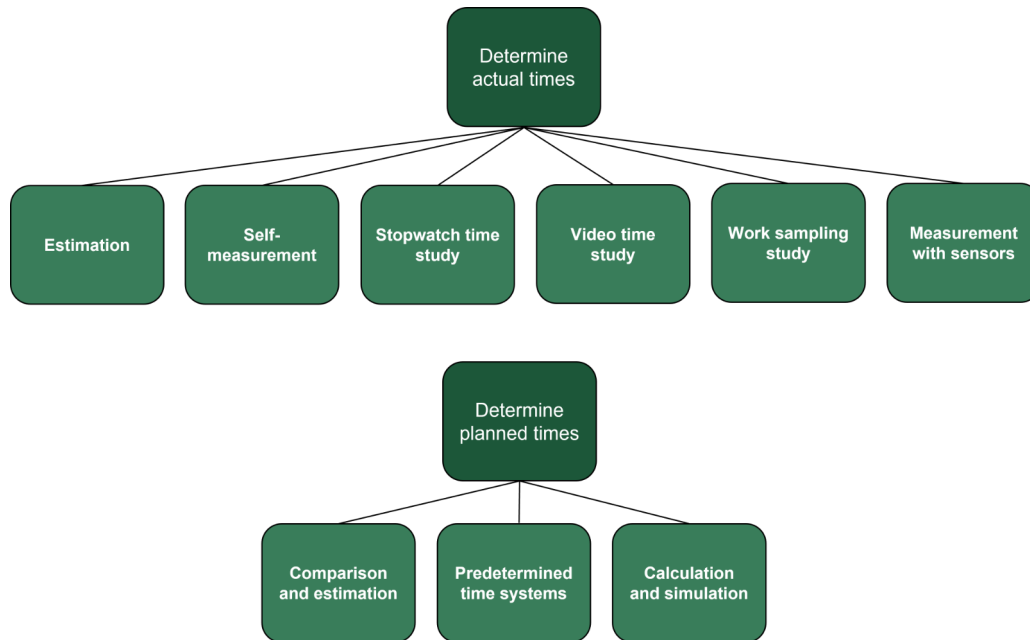 Determine
actual times
Estimation
Self-
measurement
Stopwatch time
study
Video time
study
Work sampling
study
Measurement
with sensors
Determine
planned times
Comparison
and estimation
Predetermined
time systems
Calculation
and simulation